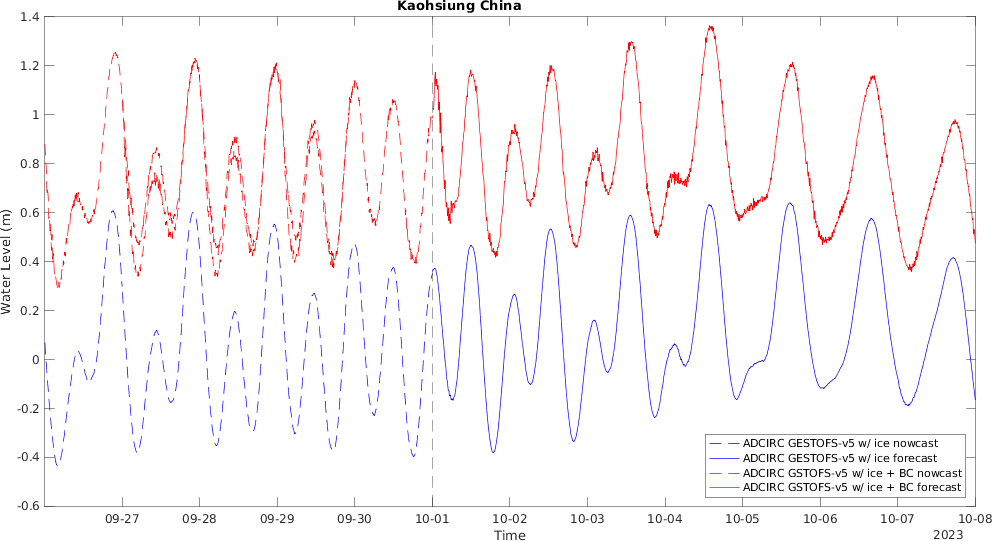 Kaohsiung China
1.4
1.2
1
0.8
0.6
0.4
0.2
0
-0.2
-0.4
-0.6
Water Level (m)
ADCIRC GESTOFS-v5 w/ ice nowcast
ADCIRC GESTOFS-v5 w/ ice forecast
ADCIRC GSTOFS-v5 w/ ice + BC nowcast
ADCIRC GSTOFS-v5 w/ ice + BC forecast
09-27 09-28 09-29 09-30 10-01 10-02 10-03 10-04 10-05 10-06 10-07 10-08
Time
2023